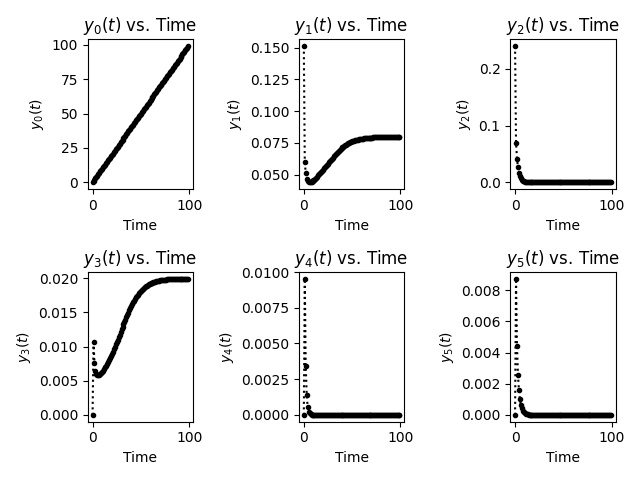 y₀(t) vs. Time
y₁(t) vs. Time
y₂(t) vs. Time
100
75
50
25
0
y₀(t)
0 100
Time
0.150
0.125
0.100
0.075
0.050
y₁(t)
0 100
Time
0.2
0.1
0.0
y₂(t)
0 100
Time
y₃(t) vs. Time
y₄(t) vs. Time
y₅(t) vs. Time
0.020
0.015
0.010
0.005
0.000
y₃(t)
0 100
Time
0.0100
0.0075
0.0050
0.0025
0.0000
y₄(t)
0 100
Time
0.008
0.006
0.004
0.002
0.000
y₅(t)
0 100
Time